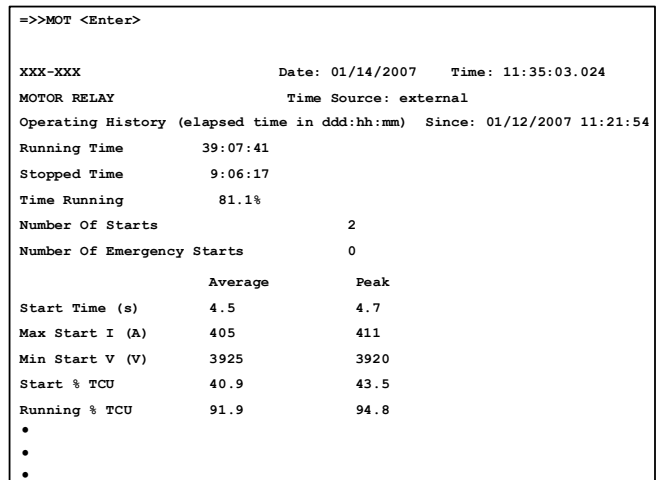 =>>MOT <Enter>
XXX-XXX Date: 01/14/2007 Time: 11:35:03.024
MOTOR RELAY Time Source: external
Operating History (elapsed time in ddd:hh:mm) Since: 01/12/2007 11:21:54
Running Time 39:07:41
Stopped Time 9:06:17
Time Running 81.1%
Number Of Starts 2
Number Of Emergency Starts 0
Average Peak
Start Time (s) 4.5 4.7
Max Start I (A) 405 411
Min Start V (V) 3925 3920
Start % TCU 40.9 43.5
Running % TCU 91.9 94.8
•
•
•